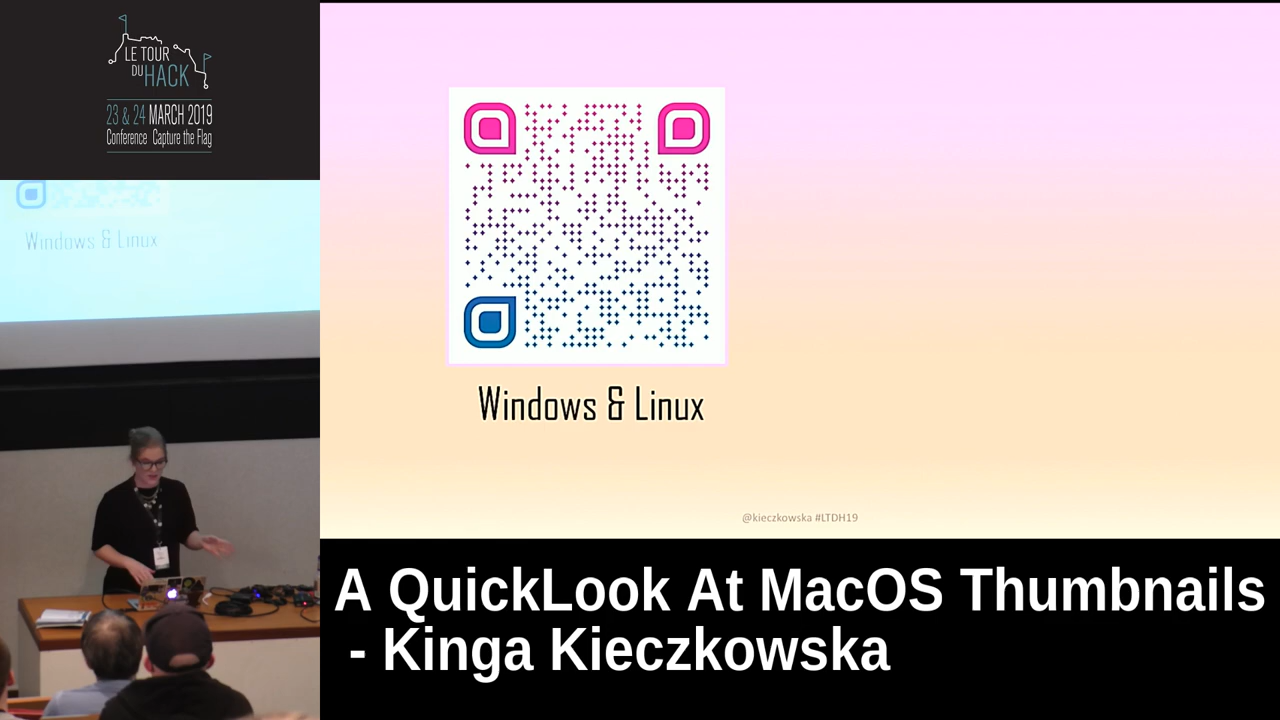 LE TOUR
DU HACK
23 & 24 MARCH 2019
Conference Capture the Flag
Windows & Linux
Windows & Linux
@kieczkowska #LTDH19
A QuickLook At MacOS Thumbnails
- Kinga Kieczkowska